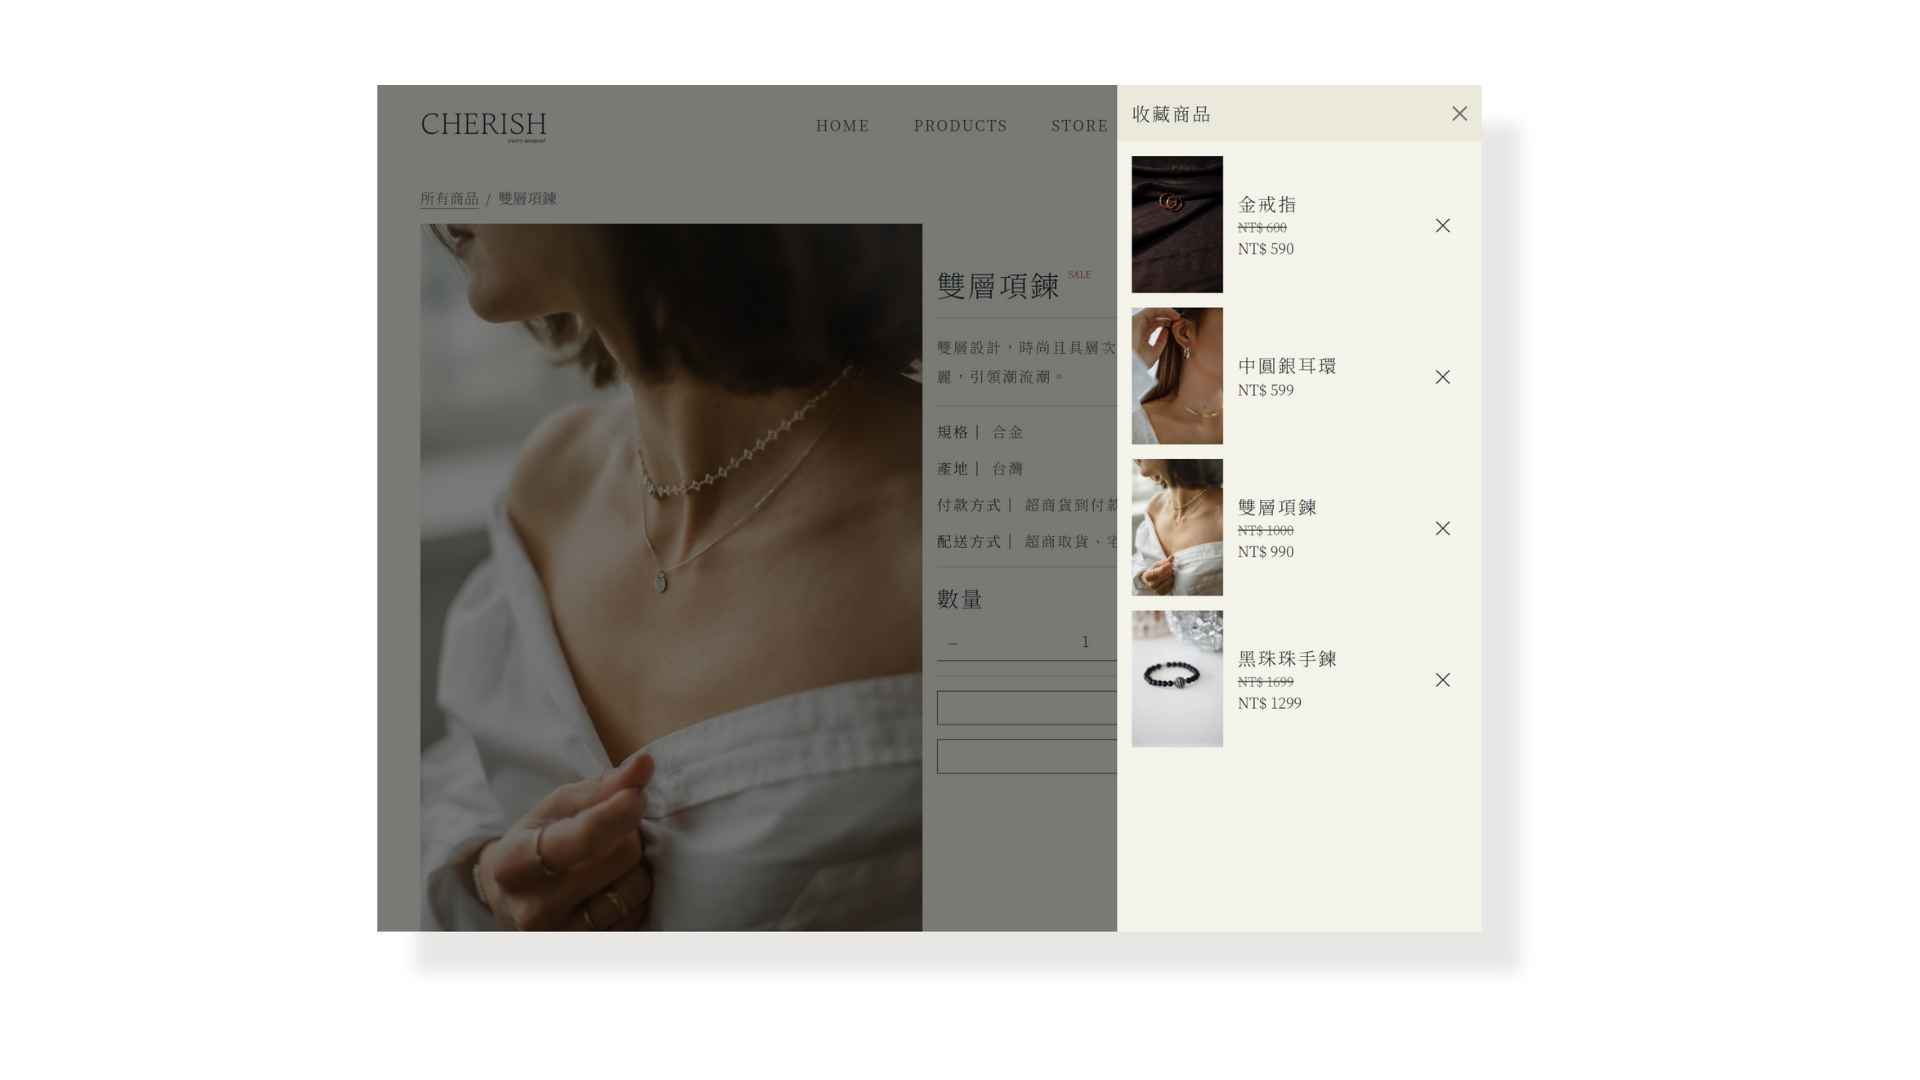 CHERISH
every moment
HOME
PRODUCTS
STORE
所有商品 / 雙層項鍊
雙層項鍊 SALE
雙層設計，時尚且具層次
麗，引領潮流潮。
規格｜ 合金
產地｜ 台灣
付款方式｜ 超商貨到付款
配送方式｜ 超商取貨、宅
數量
– 1
收藏商品
金戒指
NT$ 600
NT$ 590
中圓銀耳環
NT$ 599
雙層項鍊
NT$ 1000
NT$ 990
黑珠珠手鍊
NT$ 1699
NT$ 1299